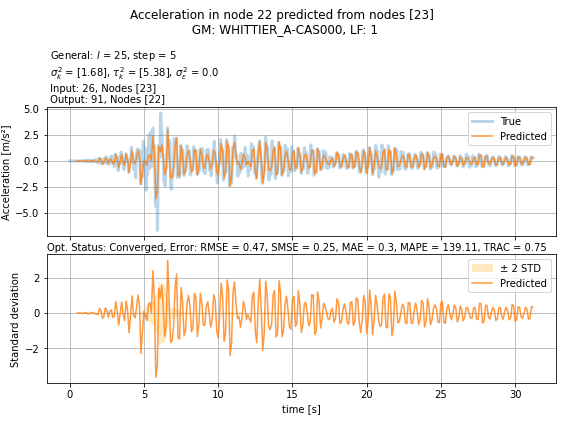 Acceleration in node 22 predicted from nodes [23]
GM: WHITTIER_A-CAS000, LF: 1
General: l = 25, step = 5
σ²ₖ = [1.68], τ²ₖ = [5.38], σ²ε = 0.0
Input: 26, Nodes [23]
Output: 91, Nodes [22]
5.0
2.5
0.0
−2.5
−5.0
Acceleration [m/s²]
True
Predicted
Opt. Status: Converged, Error: RMSE = 0.47, SMSE = 0.25, MAE = 0.3, MAPE = 139.11, TRAC = 0.75
2
0
−2
Standard deviation
± 2 STD
Predicted
0 5 10 15 20 25 30
time [s]